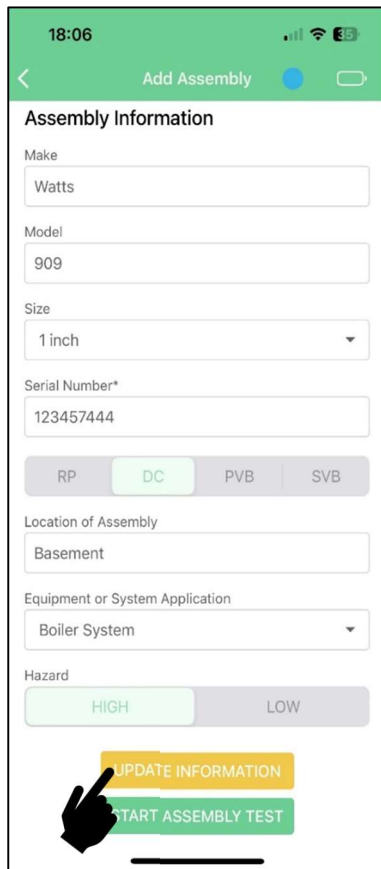 18:06
35
Add Assembly
Assembly Information
Make
Watts
Model
909
Size
1 inch
Serial Number*
123457444
RP DC PVB SVB
Location of Assembly
Basement
Equipment or System Application
Boiler System
Hazard
HIGH LOW
UPDATE INFORMATION
START ASSEMBLY TEST